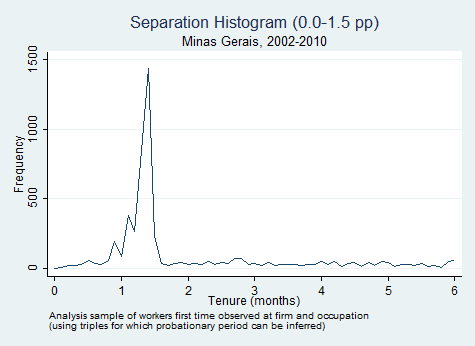 Separation Histogram (0.0-1.5 pp)
Minas Gerais, 2002-2010
Frequency
1500
1000
500
0
0 1 2 3 4 5 6
Tenure (months)
Analysis sample of workers first time observed at firm and occupation
(using triples for which probationary period can be inferred)